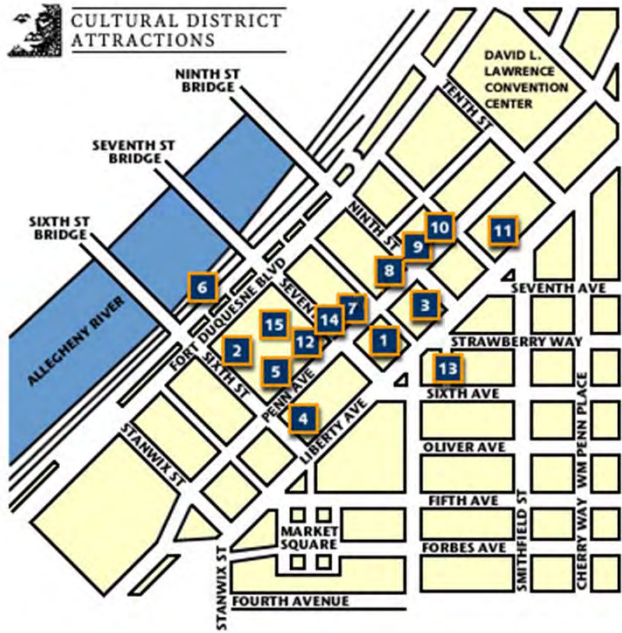 CULTURAL DISTRICT
ATTRACTIONS
NINTH ST
BRIDGE
SEVENTH ST
BRIDGE
SIXTH ST
BRIDGE
DAVID L.
LAWRENCE
CONVENTION
CENTER
TENTH ST
NINTH ST
10
11
9
8
6
SEVENTH AVE
FORT DUQUESNE BLVD
SEVEN
3
7
14
15
ALLEGHENY RIVER
12
1
STRAWBERRY WAY
2
5
13
SIXTH ST
PENN AVE
SIXTH AVE
4
LIBERTY AVE
STANWIX ST
OLIVER AVE
WM PENN PLACE
FIFTH AVE
MARKET
SQUARE
FORBES AVE
SMITHFIELD ST
CHERRY WAY
STANWIX ST
FOURTH AVENUE